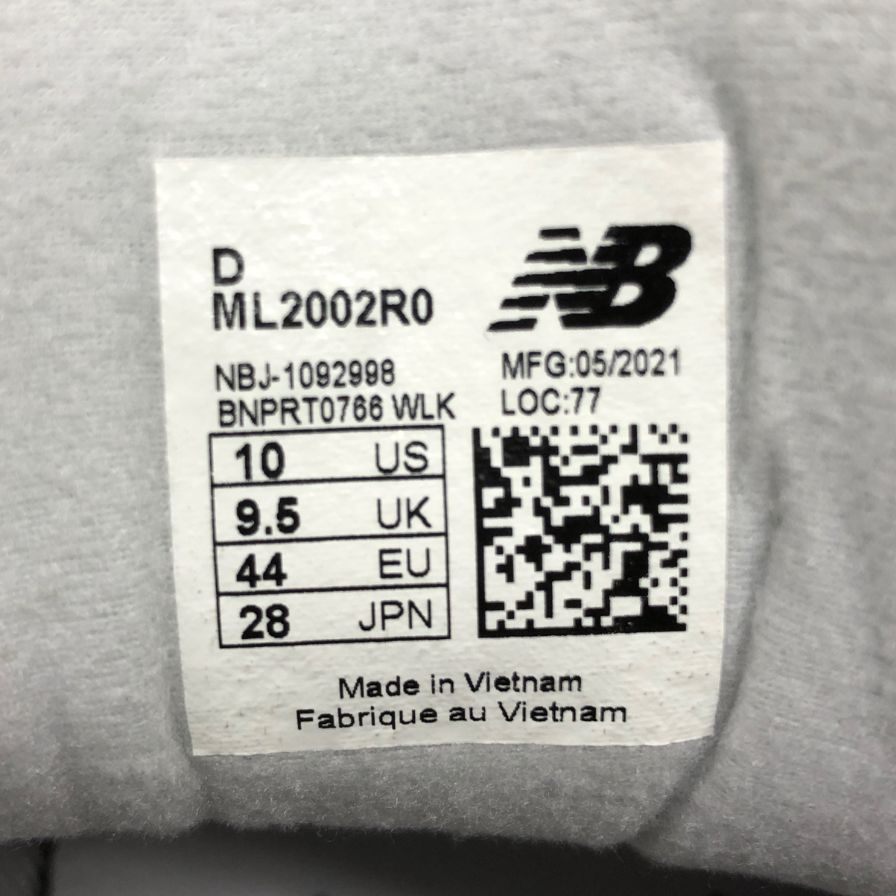 D
ML2002R0
NB
NBJ-1092998
BNPRT0766 WLK
MFG:05/2021
LOC:77
10 US
9.5 UK
44 EU
28 JPN
Made in Vietnam
Fabrique au Vietnam